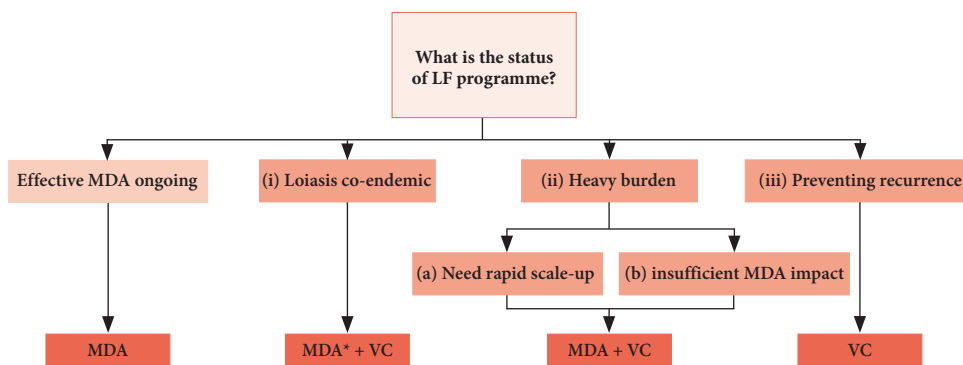 What is the status
of LF programme?
Effective MDA ongoing
(i) Loiasis co-endemic
(ii) Heavy burden
(iii) Preventing recurrence
(a) Need rapid scale-up
(b) insufficient MDA impact
MDA
MDA* + VC
MDA + VC
VC